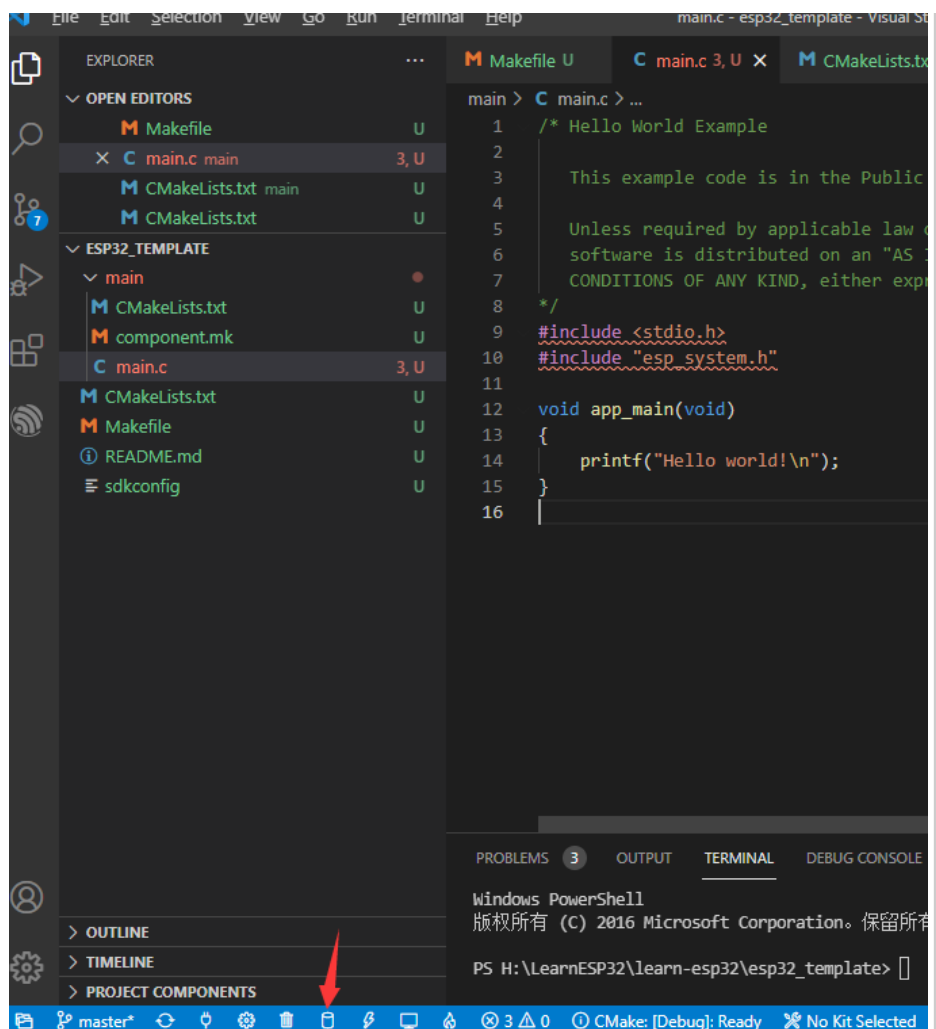 File Edit Selection View Go Run Terminal Help main.c - esp32_template - Visual St
EXPLORER
OPEN EDITORS
Makefile U
main.c main 3, U
CMakeLists.txt main U
CMakeLists.txt U
ESP32_TEMPLATE
main
CMakeLists.txt U
component.mk U
main.c 3, U
CMakeLists.txt U
Makefile U
README.md U
sdkconfig U
OUTLINE
TIMELINE
PROJECT COMPONENTS
Makefile U main.c 3, U CMakeLists.tx
main > C main.c > ...
1 /* Hello World Example
2
3 This example code is in the Public
4
5 Unless required by applicable law o
6 software is distributed on an "AS I
7 CONDITIONS OF ANY KIND, either expr
8 */
9 #include <stdio.h>
10 #include "esp_system.h"
11
12 void app_main(void)
13 {
14 printf("Hello world!\n");
15 }
16
PROBLEMS 3 OUTPUT TERMINAL DEBUG CONSOLE
Windows PowerShell
版权所有 (C) 2016 Microsoft Corporation。保留所有
PS H:\LearnESP32\learn-esp32\esp32_template>
7
master* 3 0 CMake: [Debug]: Ready No Kit Selected